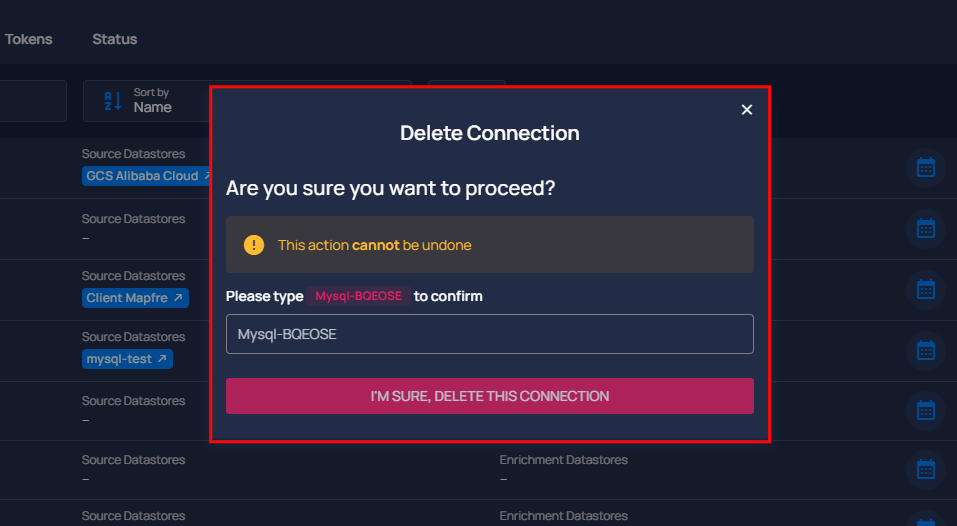 Tokens Status
Sort by
Name
Delete Connection
Are you sure you want to proceed?
This action cannot be undone
Please type Mysql-BQEOSE to confirm
Mysql-BQEOSE
I'M SURE, DELETE THIS CONNECTION
Source Datastores
GCS Alibaba Cloud
Source Datastores
–
Source Datastores
Client Mapfre
Source Datastores
mysql-test
Source Datastores
–
Source Datastores Enrichment Datastores
– –
Source Datastores Enrichment Datastores